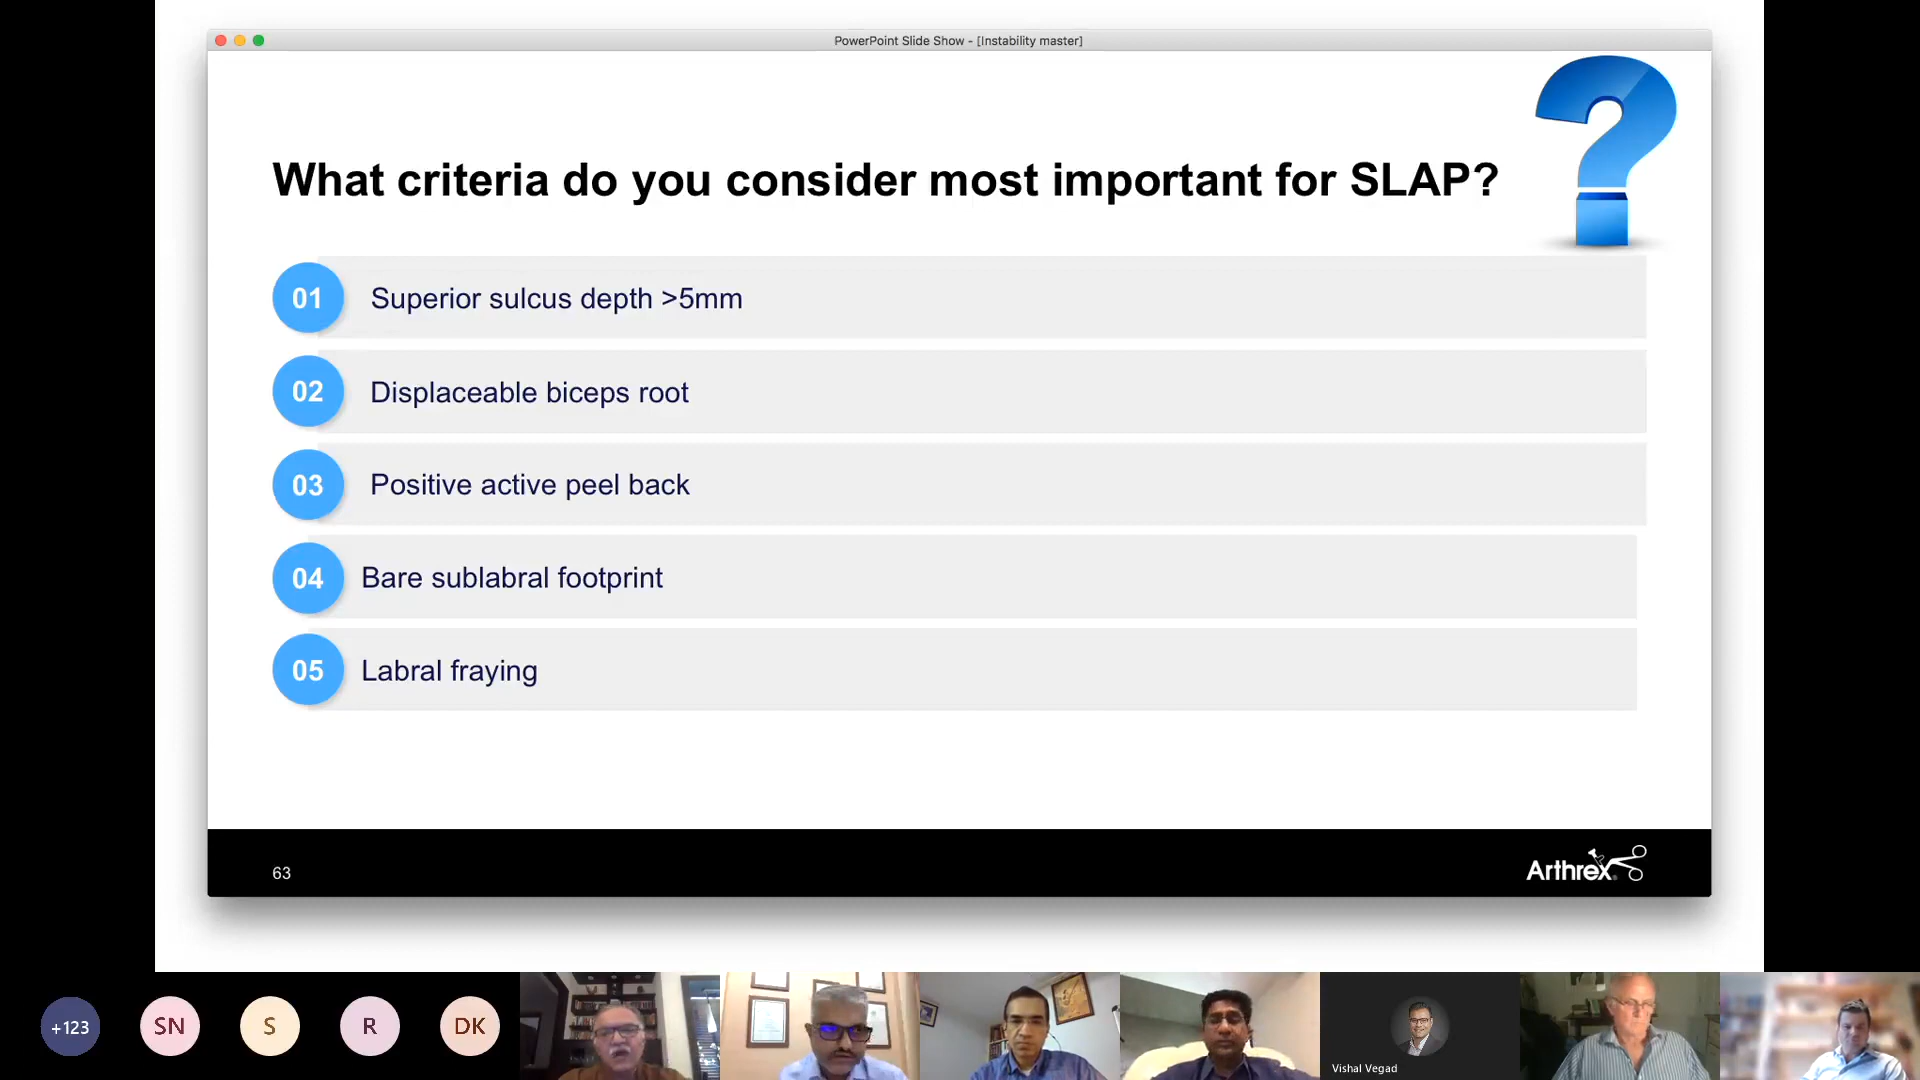 PowerPoint Slide Show - [Instability master]
What criteria do you consider most important for SLAP?
01 Superior sulcus depth >5mm
02 Displaceable biceps root
03 Positive active peel back
04 Bare sublabral footprint
05 Labral fraying
63
Arthrex
+123
SN
S
R
DK
Vishal Vegad